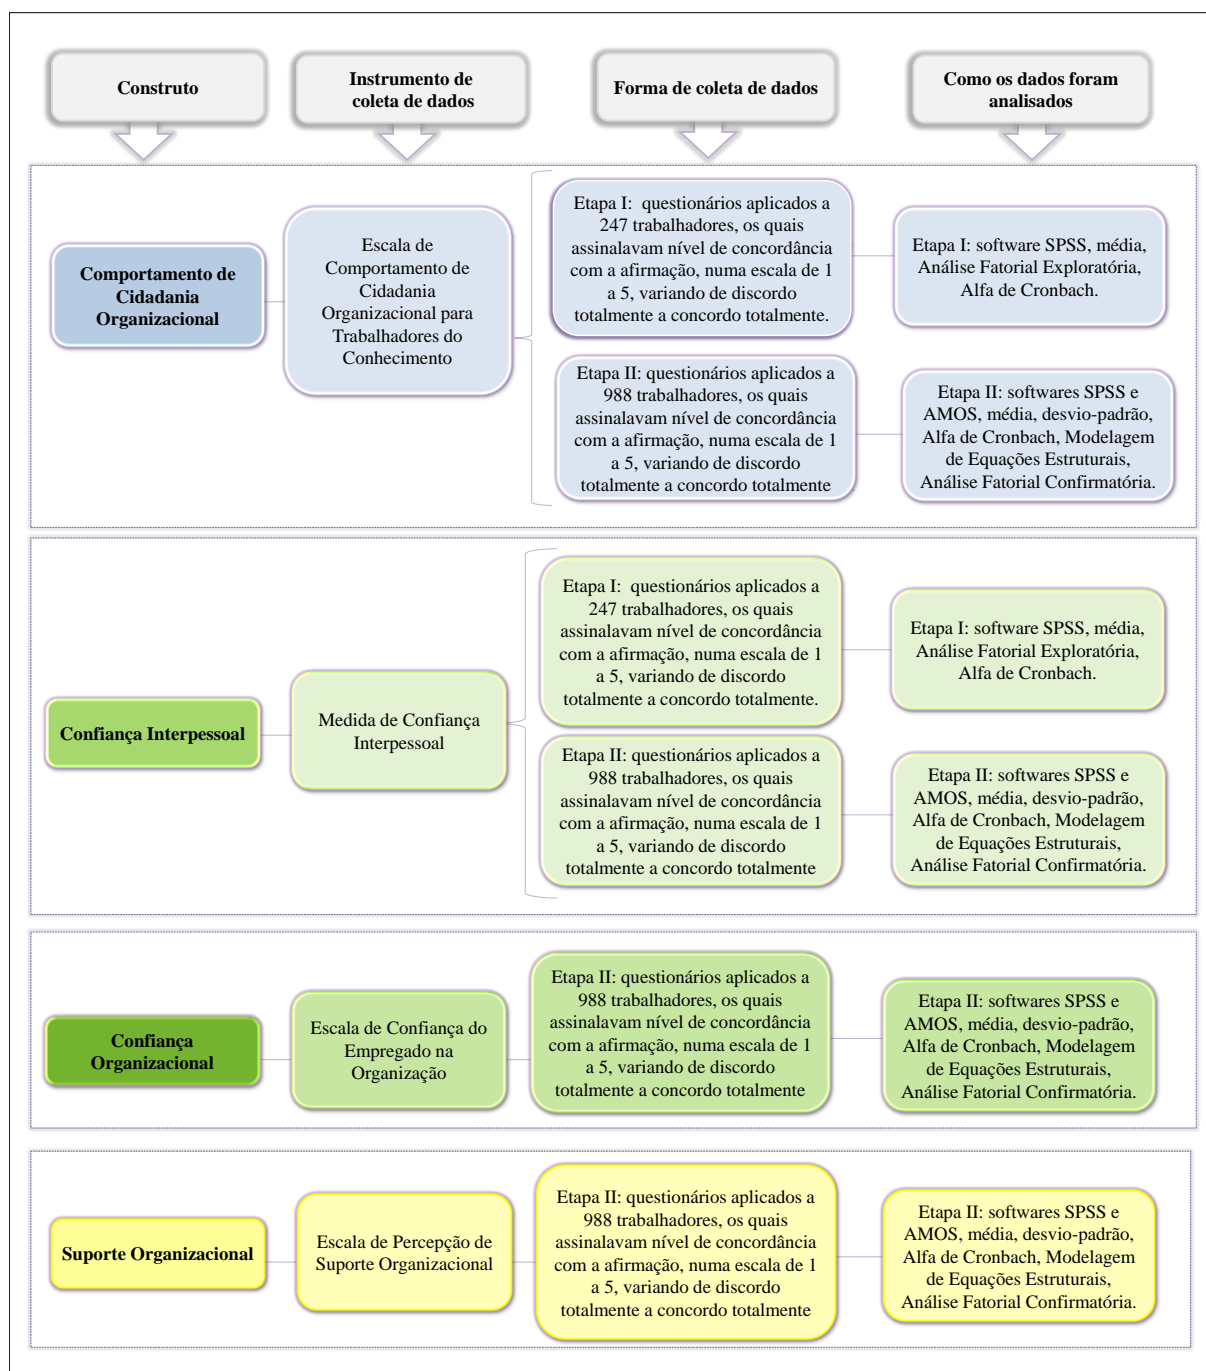 Construto
Instrumento de
coleta de dados
Forma de coleta de dados
Como os dados foram
analisados
Comportamento de
Cidadania
Organizacional
Escala de
Comportamento de
Cidadania
Organizacional para
Trabalhadores do
Conhecimento
Etapa I:  questionários aplicados a
247 trabalhadores, os quais
assinalavam nível de concordância
com a afirmação, numa escala de 1
a 5, variando de discordo
totalmente a concordo totalmente.
Etapa I: software SPSS, média,
Análise Fatorial Exploratória,
Alfa de Cronbach.
Etapa II: questionários aplicados a
988 trabalhadores, os quais
assinalavam nível de concordância
com a afirmação, numa escala de 1
a 5, variando de discordo
totalmente a concordo totalmente
Etapa II: softwares SPSS e
AMOS, média, desvio-padrão,
Alfa de Cronbach, Modelagem
de Equações Estruturais,
Análise Fatorial Confirmatória.
Confiança Interpessoal
Medida de Confiança
Interpessoal
Etapa I:  questionários aplicados a
247 trabalhadores, os quais
assinalavam nível de concordância
com a afirmação, numa escala de 1
a 5, variando de discordo
totalmente a concordo totalmente.
Etapa I: software SPSS, média,
Análise Fatorial Exploratória,
Alfa de Cronbach.
Etapa II: questionários aplicados a
988 trabalhadores, os quais
assinalavam nível de concordância
com a afirmação, numa escala de 1
a 5, variando de discordo
totalmente a concordo totalmente
Etapa II: softwares SPSS e
AMOS, média, desvio-padrão,
Alfa de Cronbach, Modelagem
de Equações Estruturais,
Análise Fatorial Confirmatória.
Confiança
Organizacional
Escala de Confiança do
Empregado na
Organização
Etapa II: questionários aplicados a
988 trabalhadores, os quais
assinalavam nível de concordância
com a afirmação, numa escala de 1
a 5, variando de discordo
totalmente a concordo totalmente
Etapa II: softwares SPSS e
AMOS, média, desvio-padrão,
Alfa de Cronbach, Modelagem
de Equações Estruturais,
Análise Fatorial Confirmatória.
Suporte Organizacional
Escala de Percepção de
Suporte Organizacional
Etapa II: questionários aplicados a
988 trabalhadores, os quais
assinalavam nível de concordância
com a afirmação, numa escala de 1
a 5, variando de discordo
totalmente a concordo totalmente
Etapa II: softwares SPSS e
AMOS, média, desvio-padrão,
Alfa de Cronbach, Modelagem
de Equações Estruturais,
Análise Fatorial Confirmatória.